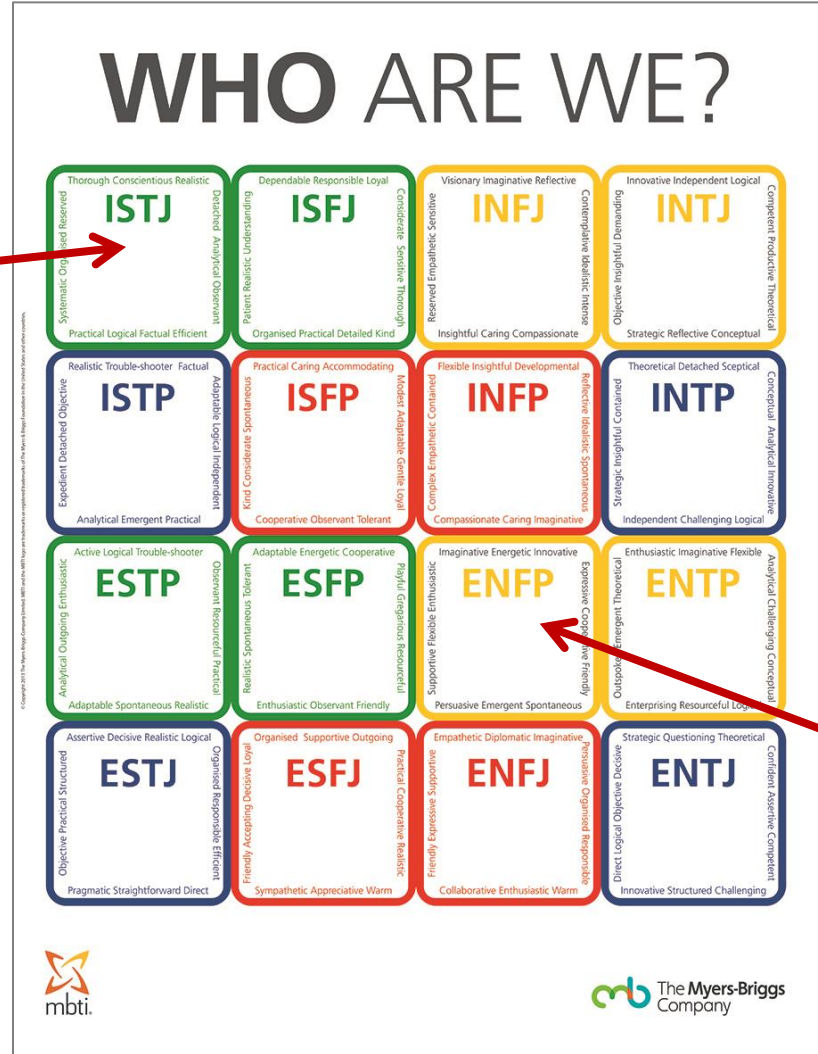 WHO ARE WE?
Thorough Conscientious Realistic
ISTJ
Systematic Organised Reserved
Detached Analytical Observant
Practical Logical Factual Efficient
Dependable Responsible Loyal
ISFJ
Patient Realistic Understanding
Considerate Sensitive Thorough
Organised Practical Detailed Kind
Visionary Imaginative Reflective
INFJ
Reserved Empathetic Sensitive
Contemplative Idealistic Intense
Insightful Caring Compassionate
Innovative Independent Logical
INTJ
Objective Insightful Demanding
Competent Productive Theoretical
Strategic Reflective Conceptual
Realistic Trouble-shooter Factual
ISTP
Expedient Detached Objective
Adaptable Logical Independent
Analytical Emergent Practical
Practical Caring Accommodating
ISFP
Kind Considerate Spontaneous
Modest Adaptable Gentle Loyal
Cooperative Observant Tolerant
Flexible Insightful Developmental
INFP
Complex Empathetic Contained
Reflective Idealistic Spontaneous
Compassionate Caring Imaginative
Theoretical Detached Sceptical
INTP
Strategic Insightful Contained
Conceptual Analytical Innovative
Independent Challenging Logical
Active Logical Trouble-shooter
ESTP
Analytical Outgoing Enthusiastic
Observant Resourceful Practical
Adaptable Spontaneous Realistic
Adaptable Energetic Cooperative
ESFP
Realistic Spontaneous Tolerant
Playful Gregarious Resourceful
Enthusiastic Observant Friendly
Imaginative Energetic Innovative
ENFP
Supportive Flexible Enthusiastic
Expressive Cooperative Friendly
Persuasive Emergent Spontaneous
Enthusiastic Imaginative Flexible
ENTP
Outspoken Emergent Theoretical
Analytical Challenging Conceptual
Enterprising Resourceful Logical
Assertive Decisive Realistic Logical
ESTJ
Objective Practical Structured
Organised Responsible Efficient
Pragmatic Straightforward Direct
Organised Supportive Outgoing
ESFJ
Friendly Accepting Decisive Loyal
Practical Cooperative Realistic
Sympathetic Appreciative Warm
Empathetic Diplomatic Imaginative
ENFJ
Friendly Expressive Supportive
Persuasive Organised Responsible
Collaborative Enthusiastic Warm
Strategic Questioning Theoretical
ENTJ
Direct Logical Objective Decisive
Confident Assertive Competent
Innovative Structured Challenging
mbti.
The Myers-Briggs
Company